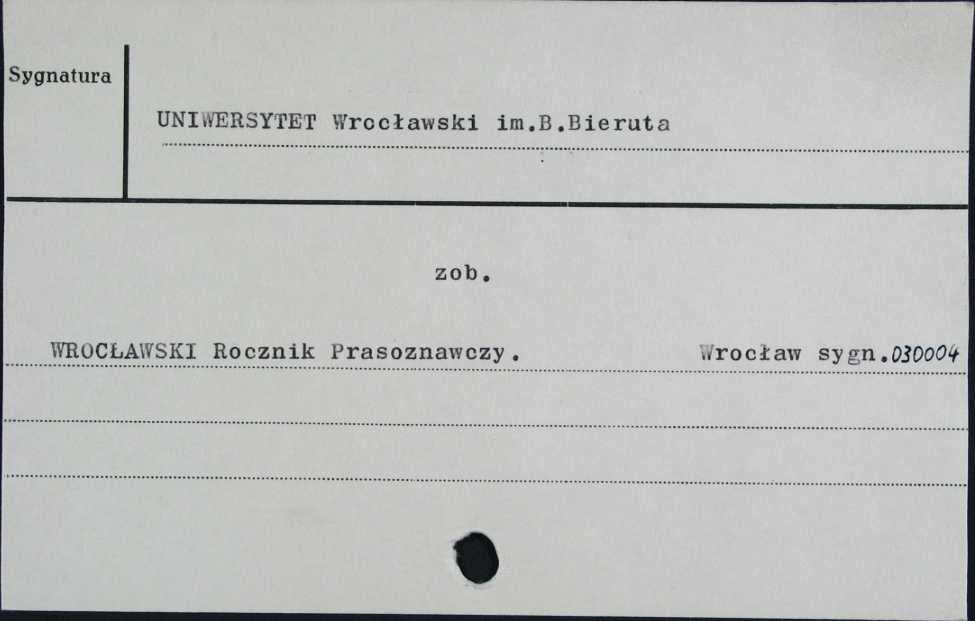 Sygnatura
UNIWERSYTET Wrocławski im.B.Bieruta
zob.
WROCŁAWSKI Rocznik Prasoznawczy. Wrocław sygn.030004